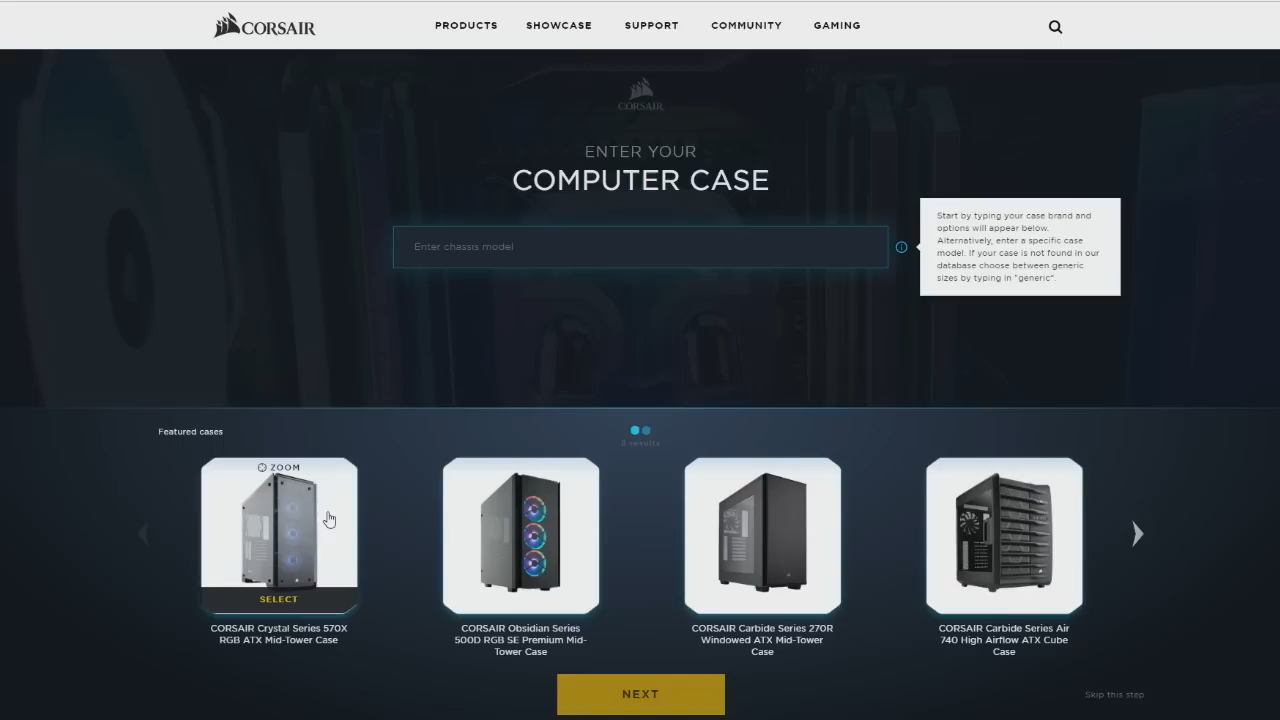 CORSAIR
PRODUCTS
SHOWCASE
SUPPORT
COMMUNITY
GAMING
CORSAIR
ENTER YOUR
COMPUTER CASE
Enter chassis model
Start by typing your case brand and
options will appear below.
Alternatively, enter a specific case
model. If your case is not found in our
database choose between generic
sizes by typing in "generic".
Featured cases
8 results
ZOOM
SELECT
CORSAIR Crystal Series 570X
RGB ATX Mid-Tower Case
CORSAIR Obsidian Series
500D RGB SE Premium Mid-
Tower Case
CORSAIR Carbide Series 270R
Windowed ATX Mid-Tower
Case
CORSAIR Carbide Series Air
740 High Airflow ATX Cube
Case
NEXT
Skip this step